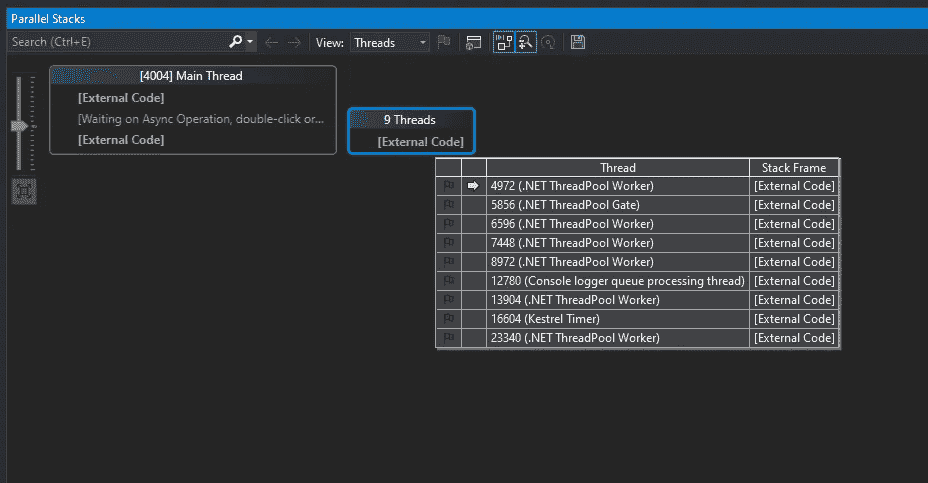 Parallel Stacks
Search (Ctrl+E) View: Threads
[4004] Main Thread
[External Code]
[Waiting on Async Operation, double-click or...
[External Code]
9 Threads
[External Code]
Thread Stack Frame
4972 (.NET ThreadPool Worker) [External Code]
5856 (.NET ThreadPool Gate) [External Code]
6596 (.NET ThreadPool Worker) [External Code]
7448 (.NET ThreadPool Worker) [External Code]
8972 (.NET ThreadPool Worker) [External Code]
12780 (Console logger queue processing thread) [External Code]
13904 (.NET ThreadPool Worker) [External Code]
16604 (Kestrel Timer) [External Code]
23340 (.NET ThreadPool Worker) [External Code]